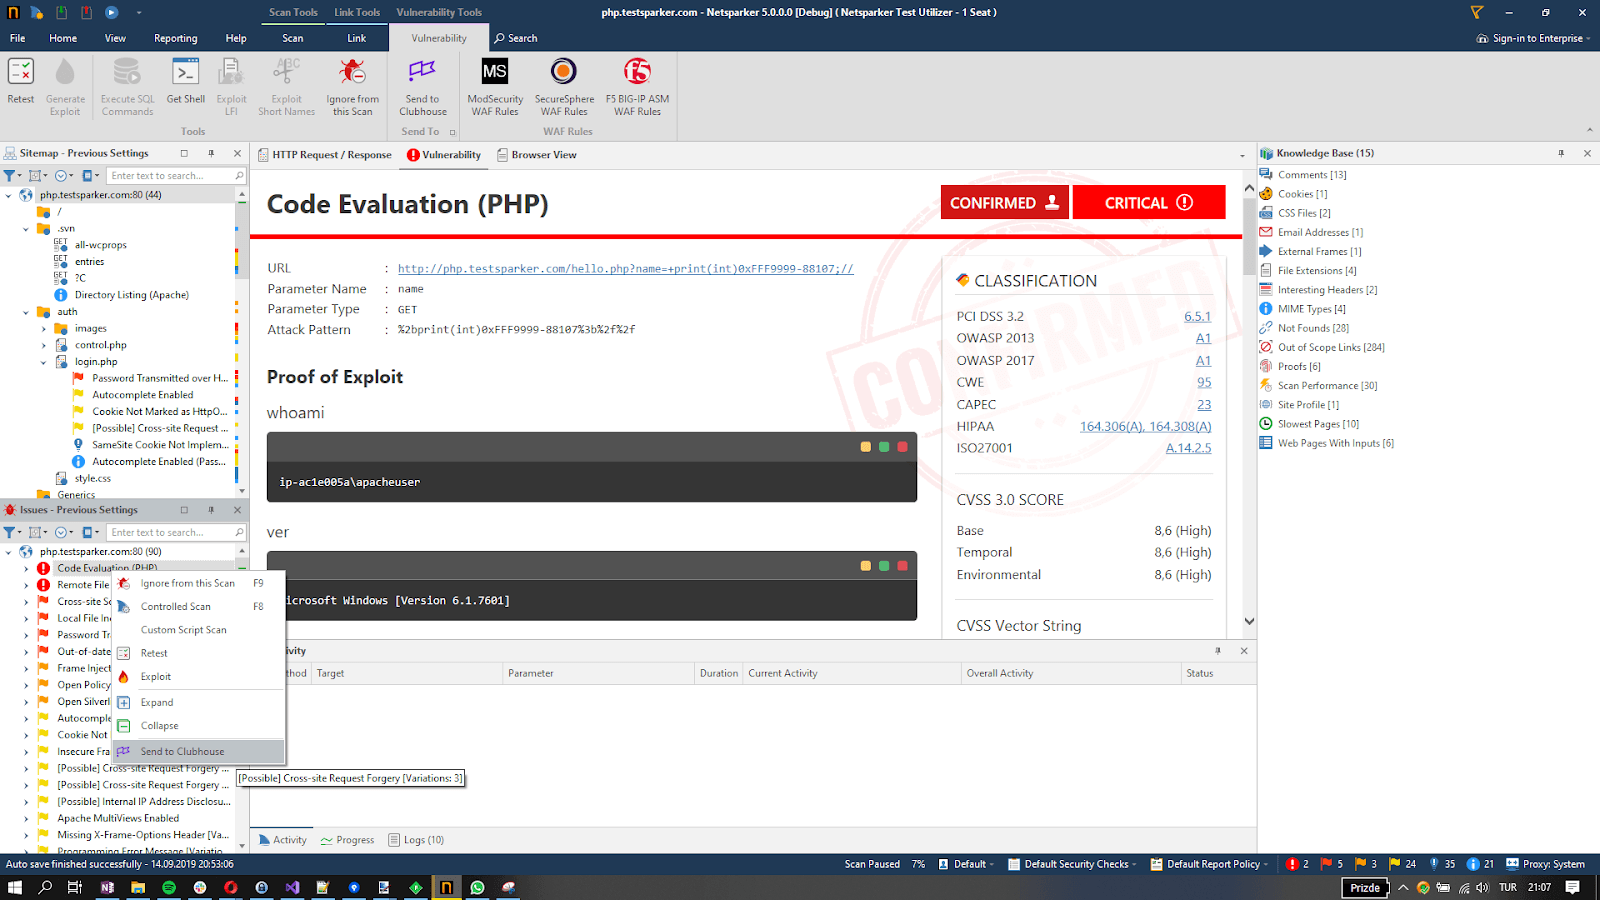 Scan Tools Link Tools Vulnerability Tools
php.testsparker.com - Netsparker 5.0.0.0 [Debug] ( Netsparker Test Utilizer - 1 Seat )
File Home View Reporting Help Scan Link Vulnerability Search
Sign-in to Enterprise
Retest
Generate Exploit
Execute SQL Commands
Get Shell
Exploit LFI
Exploit Short Names
Ignore from this Scan
Send to Clubhouse
MS
ModSecurity WAF Rules
SecureSphere WAF Rules
F5 BIG-IP ASM WAF Rules
Tools
Send To
WAF Rules
Sitemap - Previous Settings
Enter text to search...
php.testsparker.com:80 (44)
/
.svn
GET all-wcprops
GET entries
GET ?C
Directory Listing (Apache)
auth
images
control.php
login.php
Password Transmitted over H...
Autocomplete Enabled
Cookie Not Marked as HttpO...
[Possible] Cross-site Request ...
SameSite Cookie Not Implem...
Autocomplete Enabled (Pass...
style.css
Generics
Issues - Previous Settings
Enter text to search...
php.testsparker.com:80 (90)
Code Evaluation (PHP)
Remote File
Cross-site Sc
Local File Inc
Password Tr
Out-of-date
Frame Inject
Open Policy
Open Silverl
Autocomple
Cookie Not
Insecure Fra
[Possible] Cross-site Request Forgery ...
[Possible] Cross-site Request Forgery ...
[Possible] Internal IP Address Disclosu...
Apache MultiViews Enabled
Missing X-Frame-Options Header [Va...
Programming Error Message [Variatio...
Ignore from this Scan F9
Controlled Scan F8
Custom Script Scan
Retest
Exploit
Expand
Collapse
Send to Clubhouse
[Possible] Cross-site Request Forgery [Variations: 3]
HTTP Request / Response
Vulnerability
Browser View
Code Evaluation (PHP)
CONFIRMED
CRITICAL
CONFIRMED
URL : http://php.testsparker.com/hello.php?name=+print(int)0xFFF9999-88107;//
Parameter Name : name
Parameter Type : GET
Attack Pattern : %2bprint(int)0xFFF9999-88107%3b%2f%2f
Proof of Exploit
whoami
ip-ac1e005a\apacheuser
ver
icrosoft Windows [Version 6.1.7601]
CLASSIFICATION
PCI DSS 3.2 6.5.1
OWASP 2013 A1
OWASP 2017 A1
CWE 95
CAPEC 23
HIPAA 164.306(A), 164.308(A)
ISO27001 A.14.2.5
CVSS 3.0 SCORE
Base 8,6 (High)
Temporal 8,6 (High)
Environmental 8,6 (High)
CVSS Vector String
ivity
thod Target Parameter Duration Current Activity Overall Activity Status
Activity Progress Logs (10)
Knowledge Base (15)
Comments [13]
Cookies [1]
CSS Files [2]
Email Addresses [1]
External Frames [1]
File Extensions [4]
Interesting Headers [2]
MIME Types [4]
Not Founds [28]
Out of Scope Links [284]
Proofs [6]
Scan Performance [30]
Site Profile [1]
Slowest Pages [10]
Web Pages With Inputs [6]
Auto save finished successfully - 14.09.2019 20:53:06
Scan Paused 7% Default Default Security Checks Default Report Policy 2 5 3 24 35 21 Proxy: System
Prizde TUR 21:07